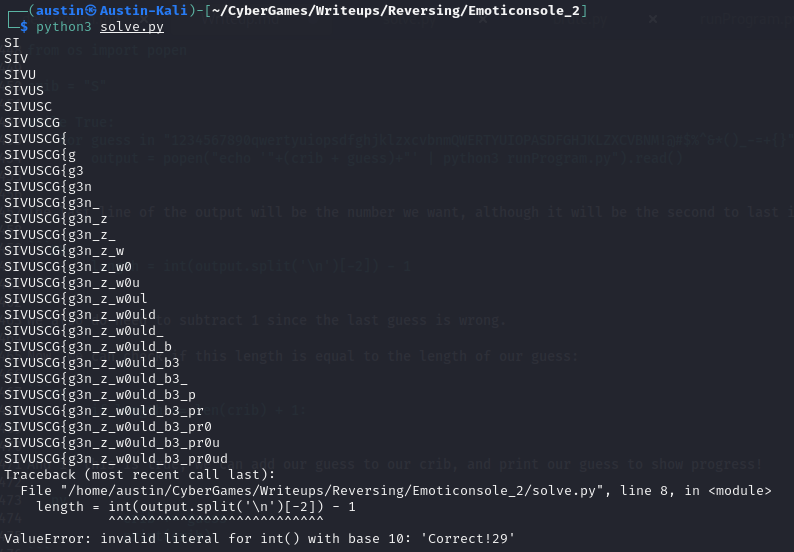 ┌──(austin㉿Austin-Kali)-[~/CyberGames/Writeups/Reversing/Emoticonsole_2]
└─$ python3 solve.py
SI
SIV
SIVU
SIVUS
SIVUSC
SIVUSCG
SIVUSCG{
SIVUSCG{g
SIVUSCG{g3
SIVUSCG{g3n
SIVUSCG{g3n_
SIVUSCG{g3n_z
SIVUSCG{g3n_z_
SIVUSCG{g3n_z_w
SIVUSCG{g3n_z_w0
SIVUSCG{g3n_z_w0u
SIVUSCG{g3n_z_w0ul
SIVUSCG{g3n_z_w0uld
SIVUSCG{g3n_z_w0uld_
SIVUSCG{g3n_z_w0uld_b
SIVUSCG{g3n_z_w0uld_b3
SIVUSCG{g3n_z_w0uld_b3_
SIVUSCG{g3n_z_w0uld_b3_p
SIVUSCG{g3n_z_w0uld_b3_pr
SIVUSCG{g3n_z_w0uld_b3_pr0
SIVUSCG{g3n_z_w0uld_b3_pr0u
SIVUSCG{g3n_z_w0uld_b3_pr0ud
Traceback (most recent call last):
  File "/home/austin/CyberGames/Writeups/Reversing/Emoticonsole_2/solve.py", line 8, in <module>
    length = int(output.split('\n')[-2]) - 1
             ^^^^^^^^^^^^^^^^^^^^^^^^^^^
ValueError: invalid literal for int() with base 10: 'Correct!29'